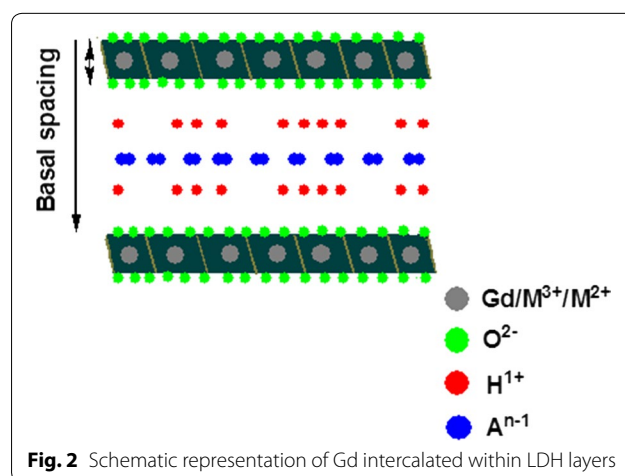 Basal spacing
Gd/M³⁺/M²⁺
O²⁻
H¹⁺
Aⁿ⁻¹
Fig. 2 Schematic representation of Gd intercalated within LDH layers